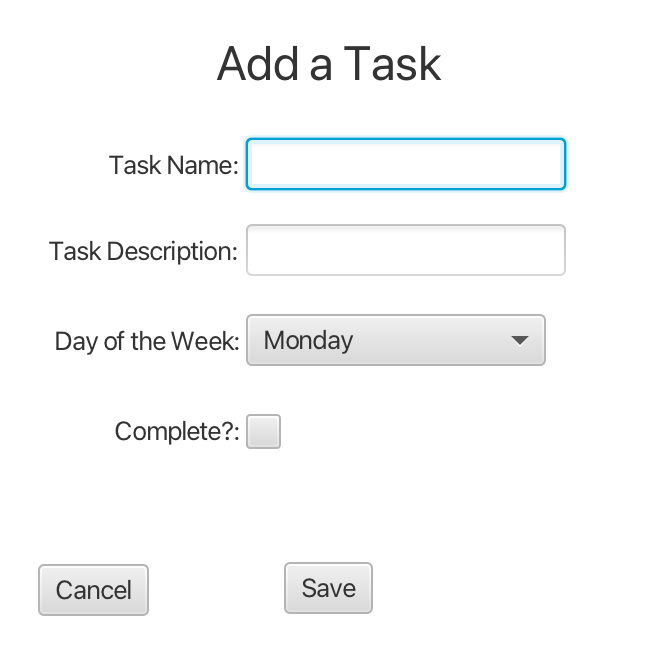 Add a Task
Task Name:
Task Description:
Day of the Week: Monday
Complete?:
Cancel Save